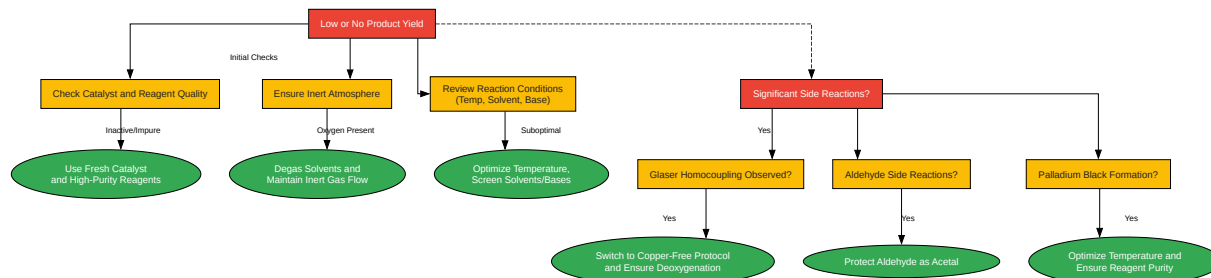 Low or No Product Yield
Initial Checks
Check Catalyst and Reagent Quality
Ensure Inert Atmosphere
Review Reaction Conditions
(Temp, Solvent, Base)
Significant Side Reactions?
Inactive/Impure
Oxygen Present
Suboptimal
Yes
Use Fresh Catalyst
and High-Purity Reagents
Degas Solvents and
Maintain Inert Gas Flow
Optimize Temperature,
Screen Solvents/Bases
Glaser Homocoupling Observed?
Aldehyde Side Reactions?
Palladium Black Formation?
Yes
Yes
Yes
Switch to Copper-Free Protocol
and Ensure Deoxygenation
Protect Aldehyde as Acetal
Optimize Temperature and
Ensure Reagent Purity